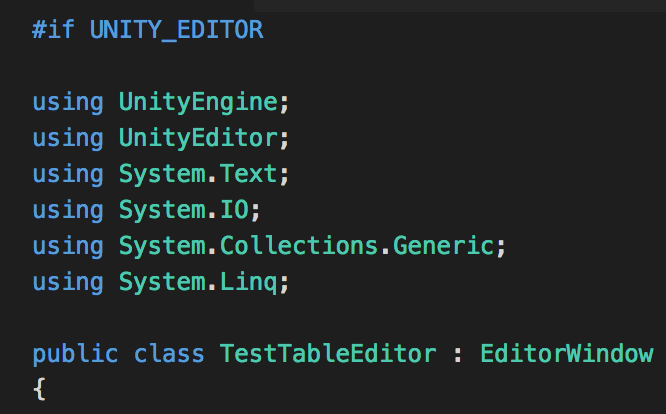 #if UNITY_EDITOR
using UnityEngine;
using UnityEditor;
using System.Text;
using System.IO;
using System.Collections.Generic;
using System.Linq;
public class TestTableEditor : EditorWindow
{